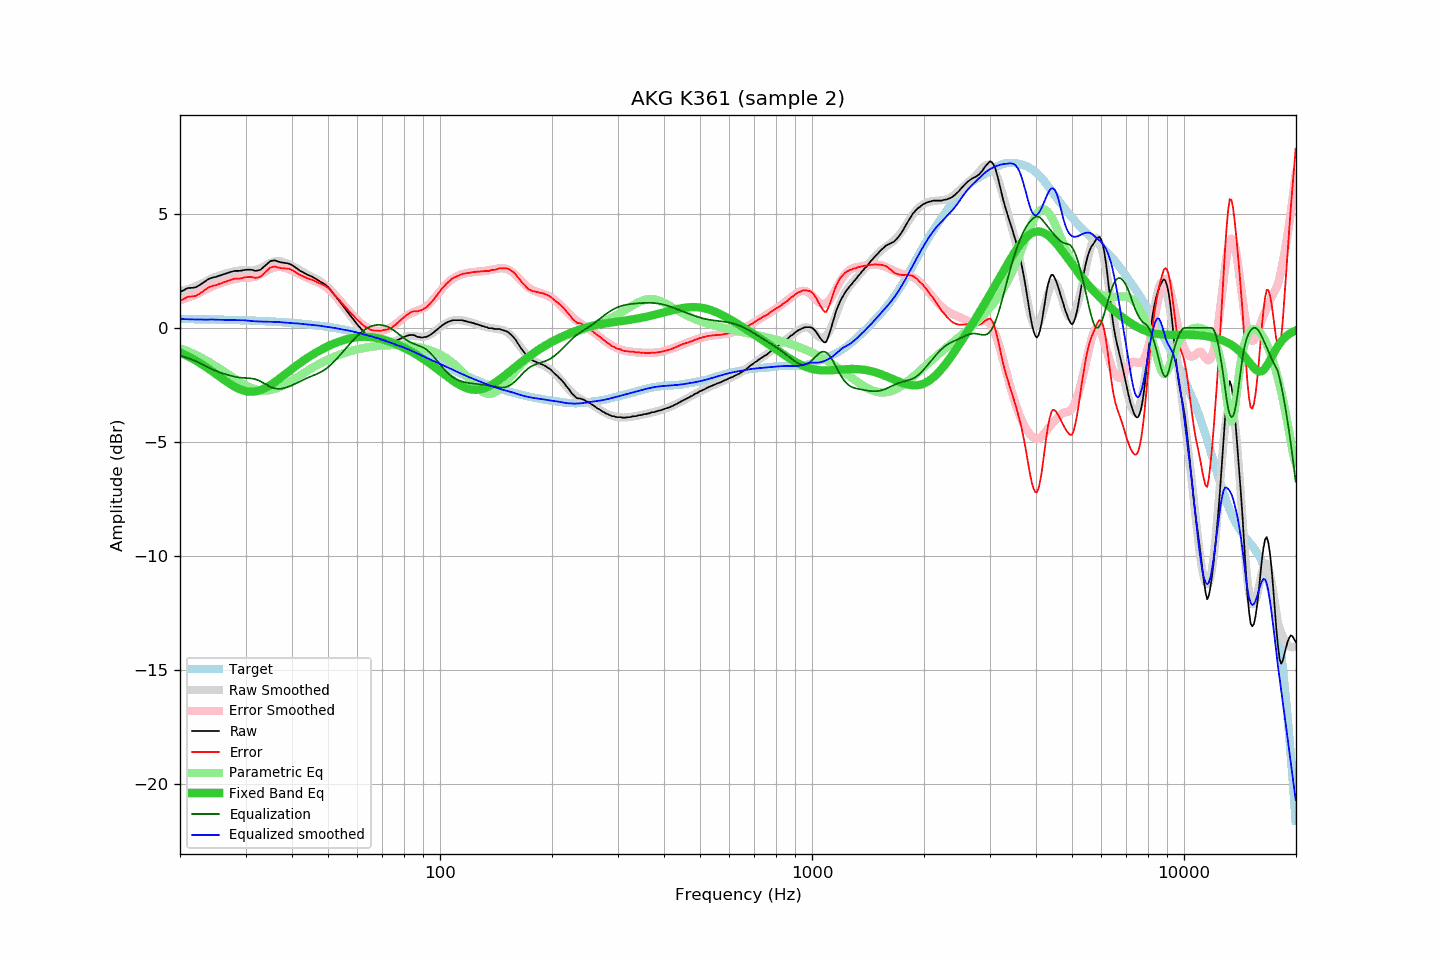 AKG K361 (sample 2)
Amplitude (dBr)
5
0
−5
−10
−15
−20
Target
Raw Smoothed
Error Smoothed
Raw
Error
Parametric Eq
Fixed Band Eq
Equalization
Equalized smoothed
100
1000
10000
Frequency (Hz)